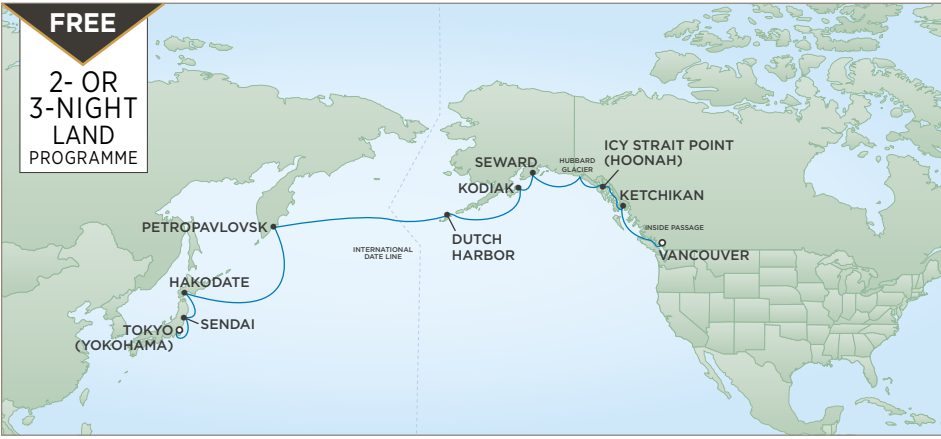 FREE
2- OR
3-NIGHT
LAND
PROGRAMME
ICY STRAIT POINT
(HOONAH)
SEWARD
HUBBARD
GLACIER
KODIAK
KETCHIKAN
PETROPAVLOVSK
INSIDE PASSAGE
DUTCH
HARBOR
INTERNATIONAL
DATE LINE
VANCOUVER
HAKODATE
SENDAI
TOKYO
(YOKOHAMA)